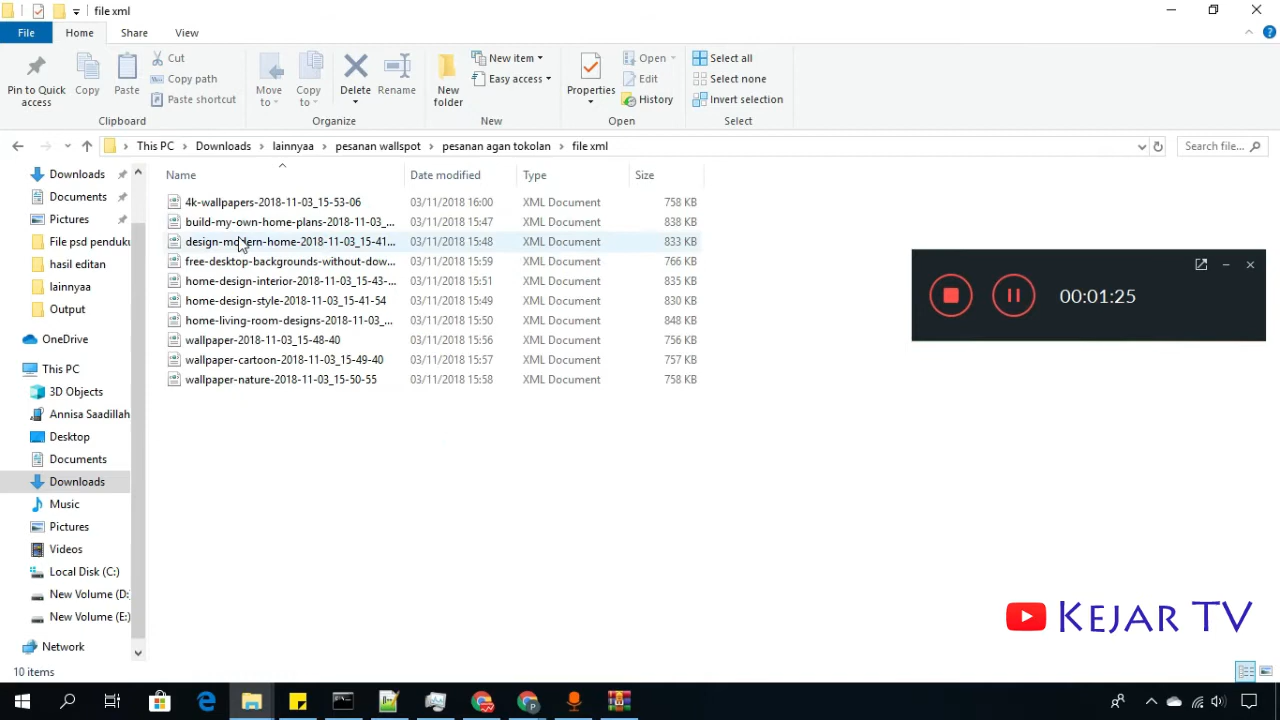 file xml
File Home Share View
Pin to Quick access
Copy
Paste
Cut
Copy path
Paste shortcut
Clipboard
Move to
Copy to
Delete
Rename
Organize
New folder
New item
Easy access
New
Properties
Open
Edit
History
Open
Select all
Select none
Invert selection
Select
This PC > Downloads > lainnyaa > pesanan wallspot > pesanan agan tokolan > file xml
Search file...
Downloads
Documents
Pictures
File psd penduku
hasil editan
lainnyaa
Output
OneDrive
This PC
3D Objects
Annisa Saadillah
Desktop
Documents
Downloads
Music
Pictures
Videos
Local Disk (C:)
New Volume (D:
New Volume (E:)
Network
Name Date modified Type Size
4k-wallpapers-2018-11-03_15-53-06 03/11/2018 16:00 XML Document 758 KB
build-my-own-home-plans-2018-11-03_... 03/11/2018 15:47 XML Document 838 KB
design-modern-home-2018-11-03_15-41... 03/11/2018 15:48 XML Document 833 KB
free-desktop-backgrounds-without-dow... 03/11/2018 15:59 XML Document 766 KB
home-design-interior-2018-11-03_15-43-... 03/11/2018 15:51 XML Document 835 KB
home-design-style-2018-11-03_15-41-54 03/11/2018 15:49 XML Document 830 KB
home-living-room-designs-2018-11-03_... 03/11/2018 15:50 XML Document 848 KB
wallpaper-2018-11-03_15-48-40 03/11/2018 15:56 XML Document 756 KB
wallpaper-cartoon-2018-11-03_15-49-40 03/11/2018 15:57 XML Document 757 KB
wallpaper-nature-2018-11-03_15-50-55 03/11/2018 15:58 XML Document 758 KB
00:01:25
KEJAR TV
10 items